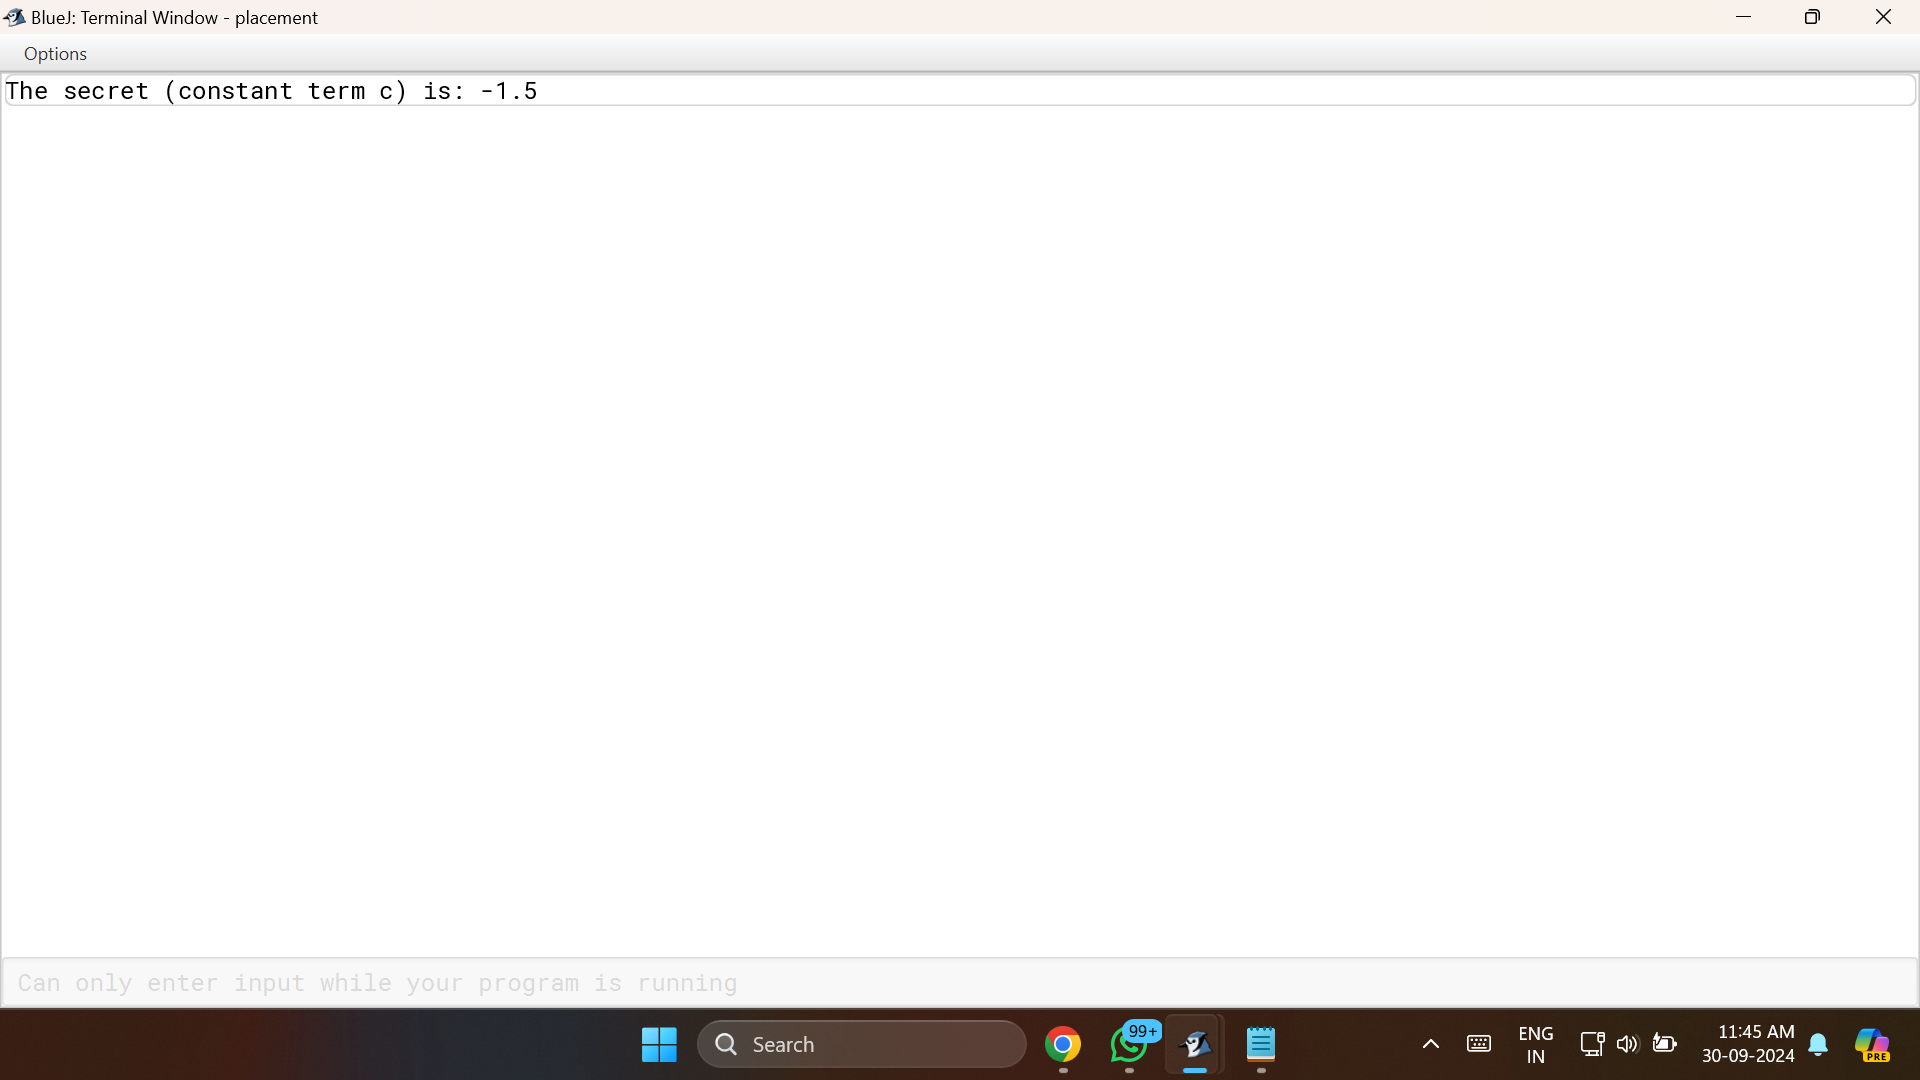 BlueJ: Terminal Window - placement
Options
The secret (constant term c) is: -1.5
Can only enter input while your program is running
Search
99+
ENG
IN
11:45 AM
30-09-2024
PRE